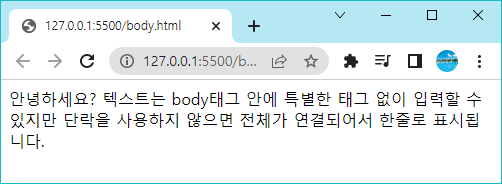 127.0.0.1:5500/body.html
127.0.0.1:5500/b...
안녕하세요? 텍스트는 body태그 안에 특별한 태그 없이 입력할 수
있지만 단락을 사용하지 않으면 전체가 연결되어서 한줄로 표시됩
니다.